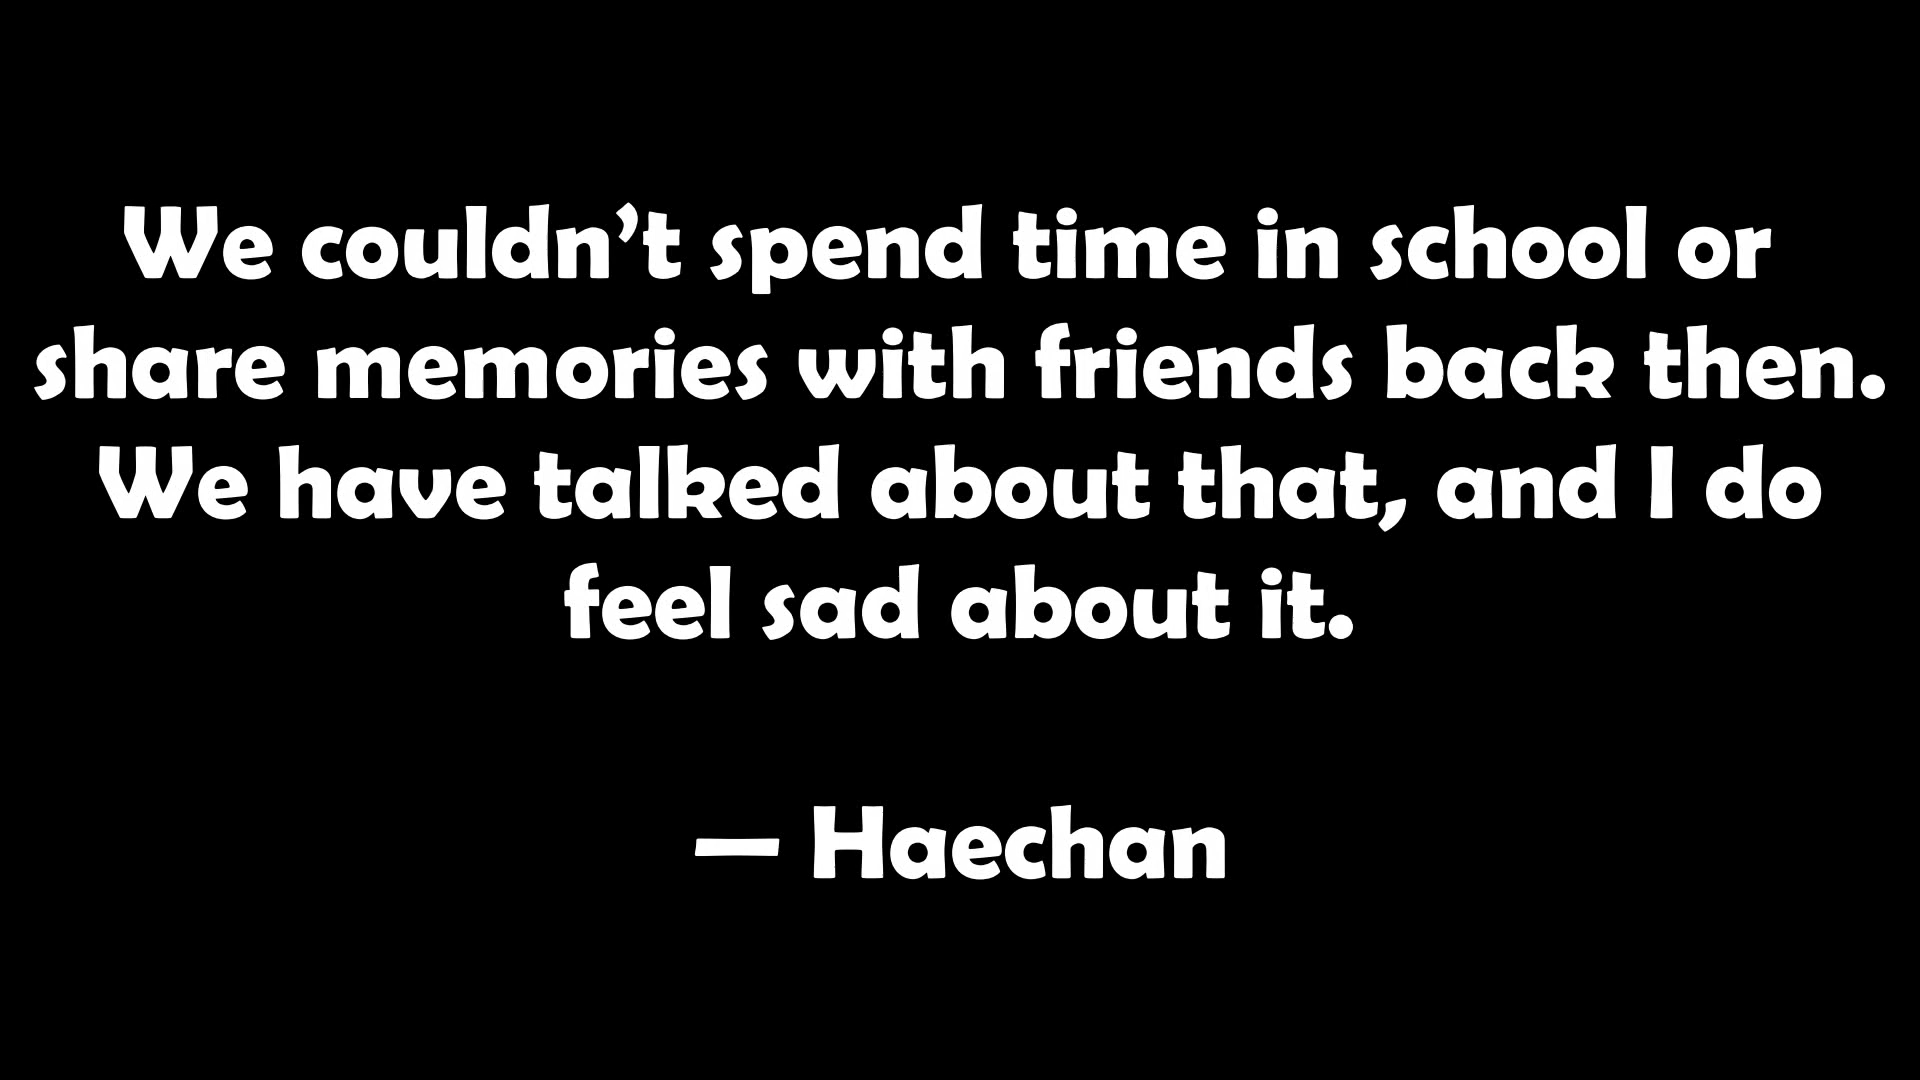 We couldn’t spend time in school or
share memories with friends back then.
We have talked about that, and I do
feel sad about it.
— Haechan